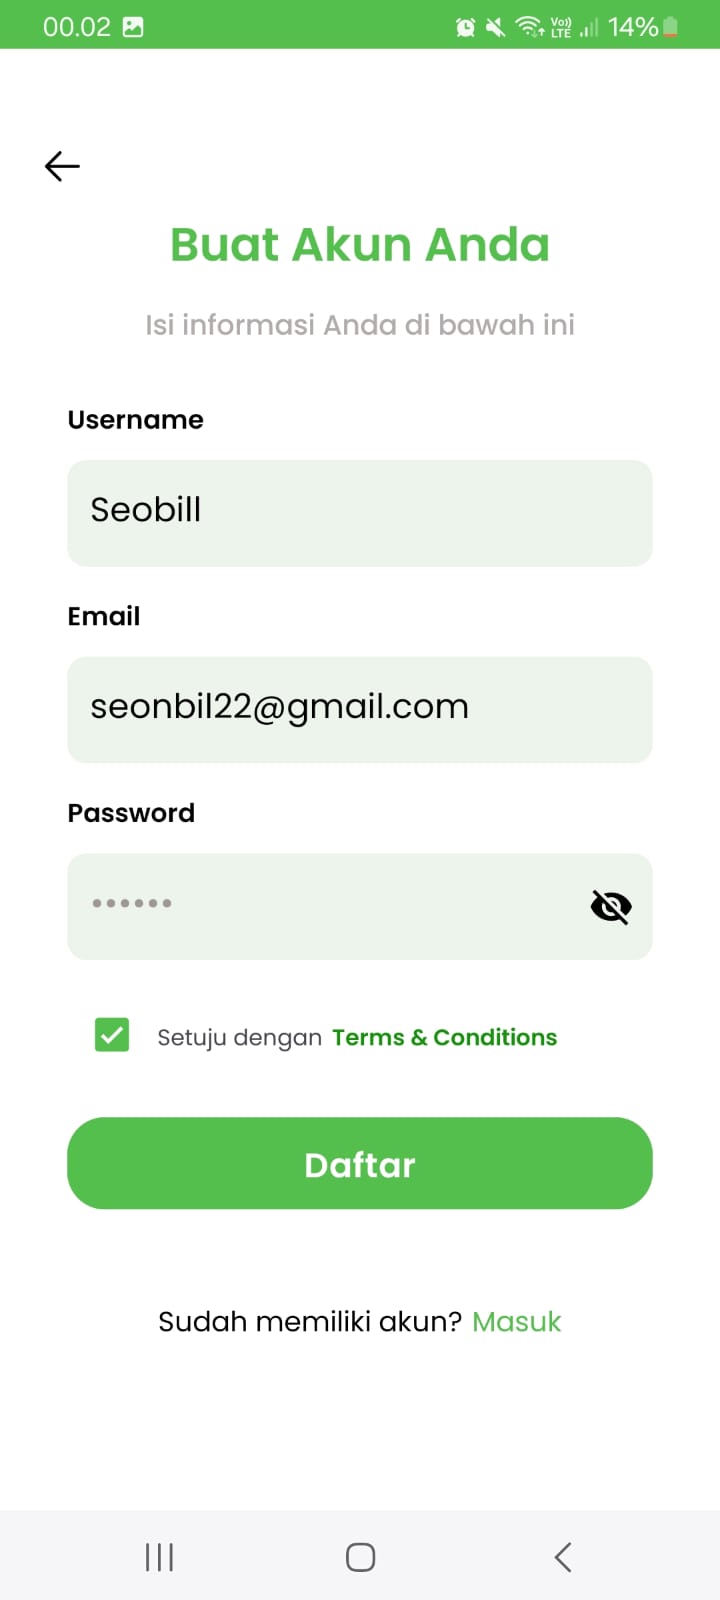 00.02 Vo)) LTE 14%
Buat Akun Anda
Isi informasi Anda di bawah ini
Username
Seobill
Email
seonbil22@gmail.com
Password
••••••
Setuju dengan Terms & Conditions
Daftar
Sudah memiliki akun? Masuk